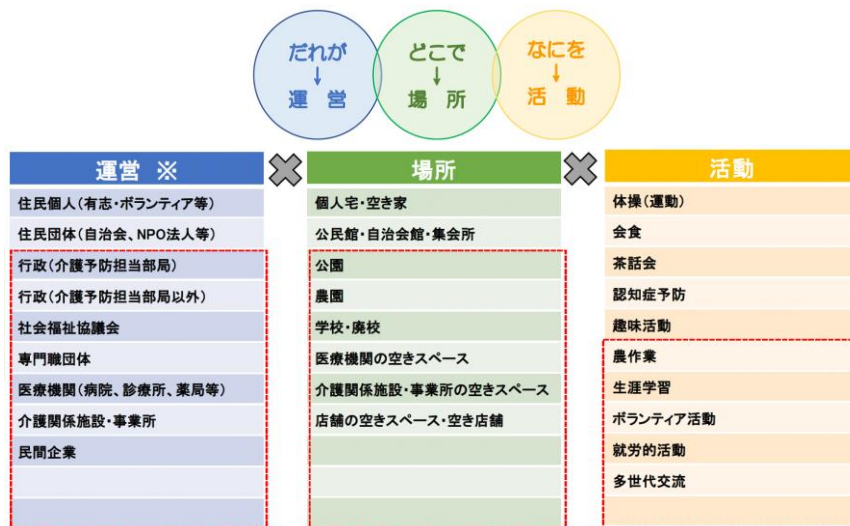 だれが
↓
運 営
どこで
↓
場 所
なにを
↓
活 動
運営 ※
住民個人(有志・ボランティア等)
住民団体(自治会、NPO法人等)
行政(介護予防担当部局)
行政(介護予防担当部局以外)
社会福祉協議会
専門職団体
医療機関(病院、診療所、薬局等)
介護関係施設・事業所
民間企業
場所
個人宅・空き家
公民館・自治会館・集会所
公園
農園
学校・廃校
医療機関の空きスペース
介護関係施設・事業所の空きスペース
店舗の空きスペース・空き店舗
活動
体操(運動)
会食
茶話会
認知症予防
趣味活動
農作業
生涯学習
ボランティア活動
就労的活動
多世代交流